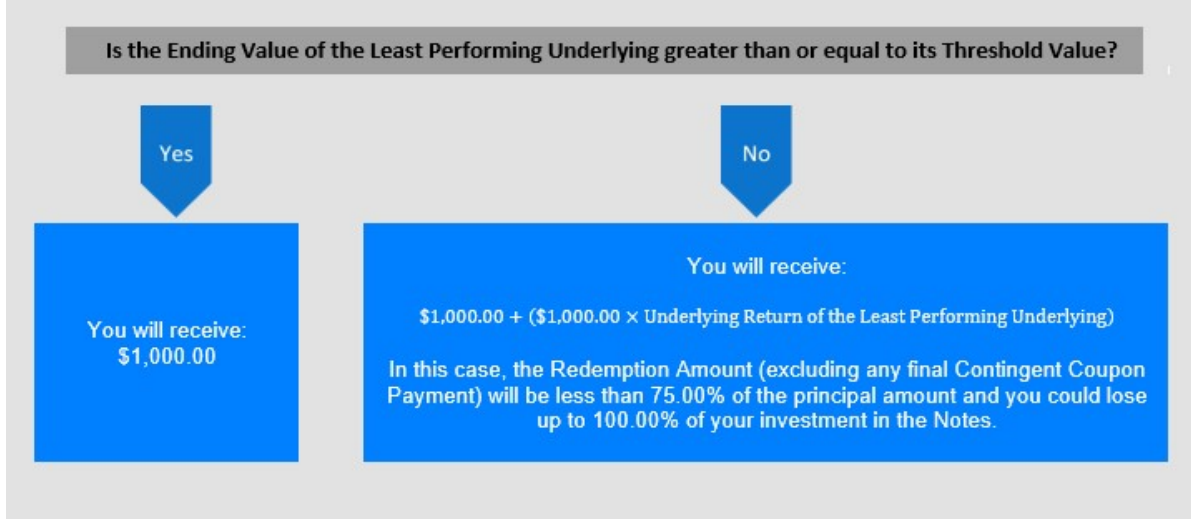 Is the Ending Value of the Least Performing Underlying greater than or equal to its Threshold Value?
Yes
No
You will receive:
$1,000.00
You will receive:
$1,000.00 + ($1,000.00 × Underlying Return of the Least Performing Underlying)
In this case, the Redemption Amount (excluding any final Contingent Coupon
Payment) will be less than 75.00% of the principal amount and you could lose
up to 100.00% of your investment in the Notes.